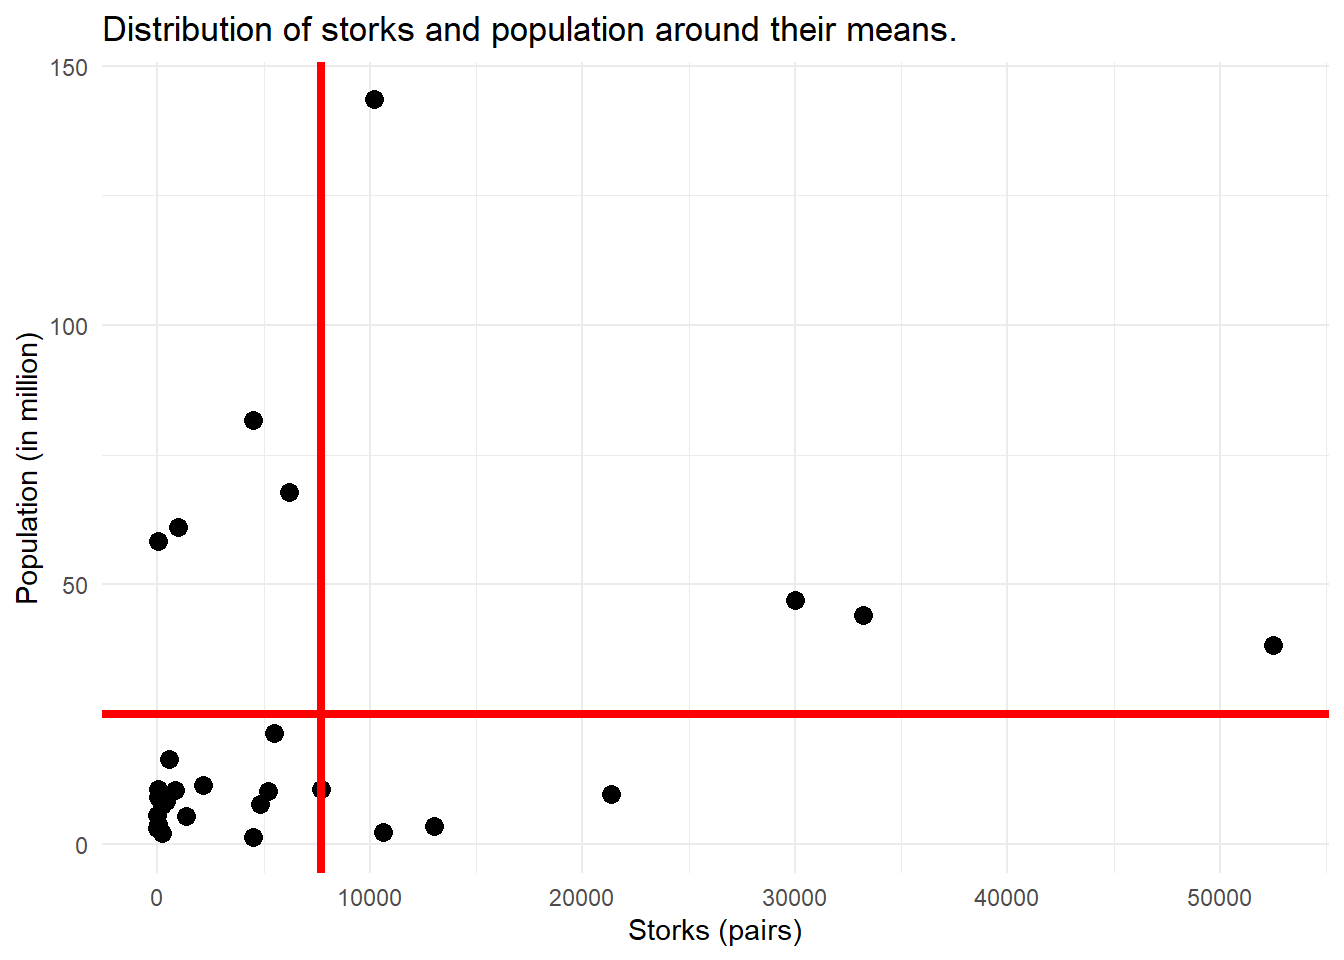 Distribution of storks and population around their means.
150
100
50
0
Population (in million)
0 10000 20000 30000 40000 50000
Storks (pairs)